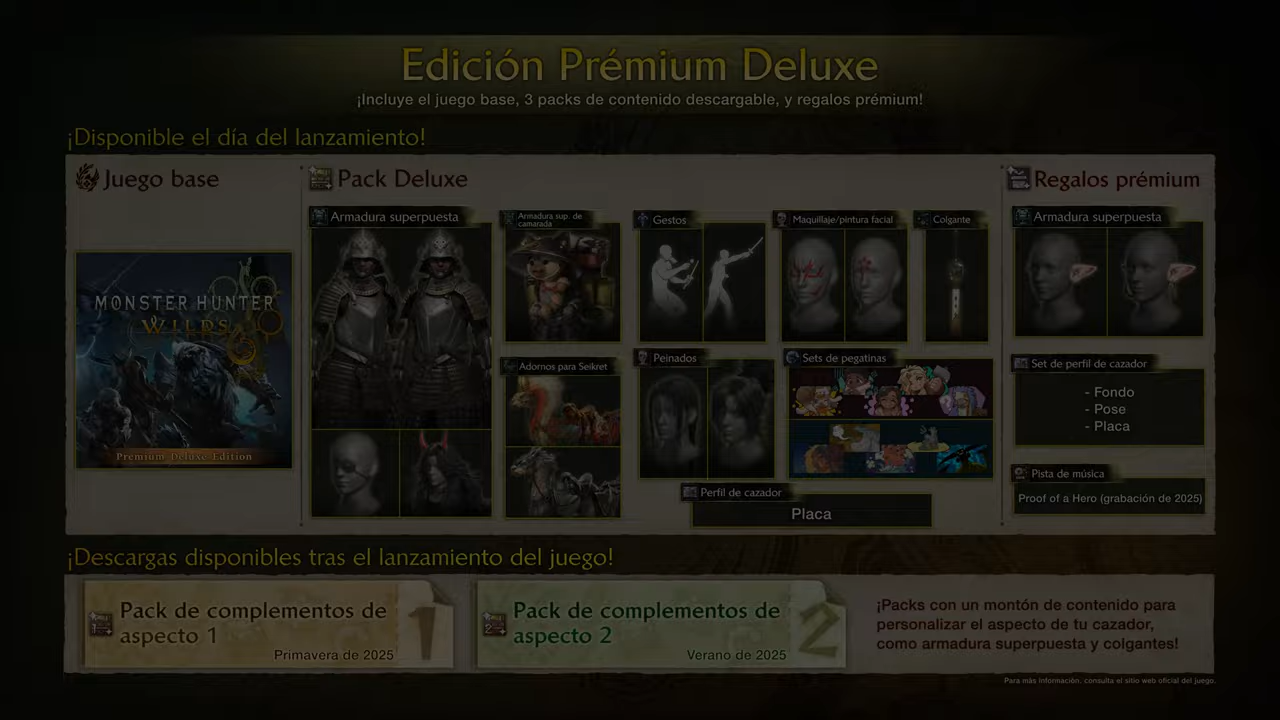 Edición Prémium Deluxe
¡Incluye el juego base, 3 packs de contenido descargable, y regalos prémium!
¡Disponible el día del lanzamiento!
Juego base
MONSTER HUNTER
WILDS
Premium Deluxe Edition
Pack Deluxe
Armadura superpuesta
Armadura sup. de
camarada
Gestos
Maquillaje/pintura facial
Colgante
Adornos para Seikret
Peinados
Sets de pegatinas
Perfil de cazador
Placa
Regalos prémium
Armadura superpuesta
Set de perfil de cazador
- Fondo
- Pose
- Placa
Pista de música
Proof of a Hero (grabación de 2025)
¡Descargas disponibles tras el lanzamiento del juego!
Pack de complementos de
aspecto 1
Primavera de 2025
1
Pack de complementos de
aspecto 2
Verano de 2025
2
¡Packs con un montón de contenido para
personalizar el aspecto de tu cazador,
como armadura superpuesta y colgantes!
Para más información, consulta el sitio web oficial del juego.